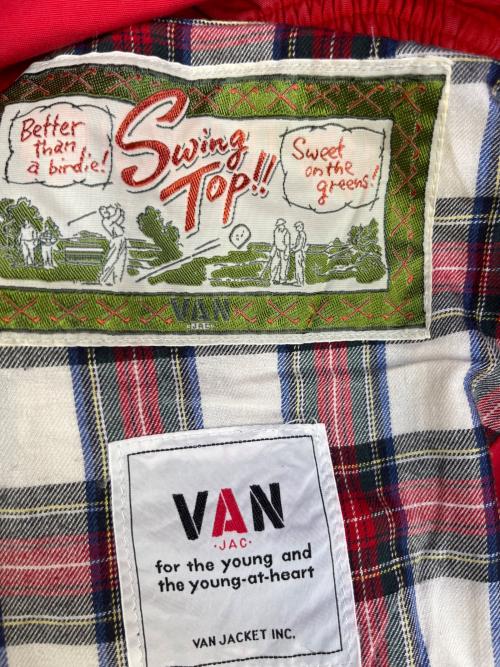 Better
than
a birdie!
Swing
Top!!
Sweet
on the
greens!
VAN
-JAC-
VAN
·JAC·
for the young and
the young-at-heart
VAN JACKET INC.